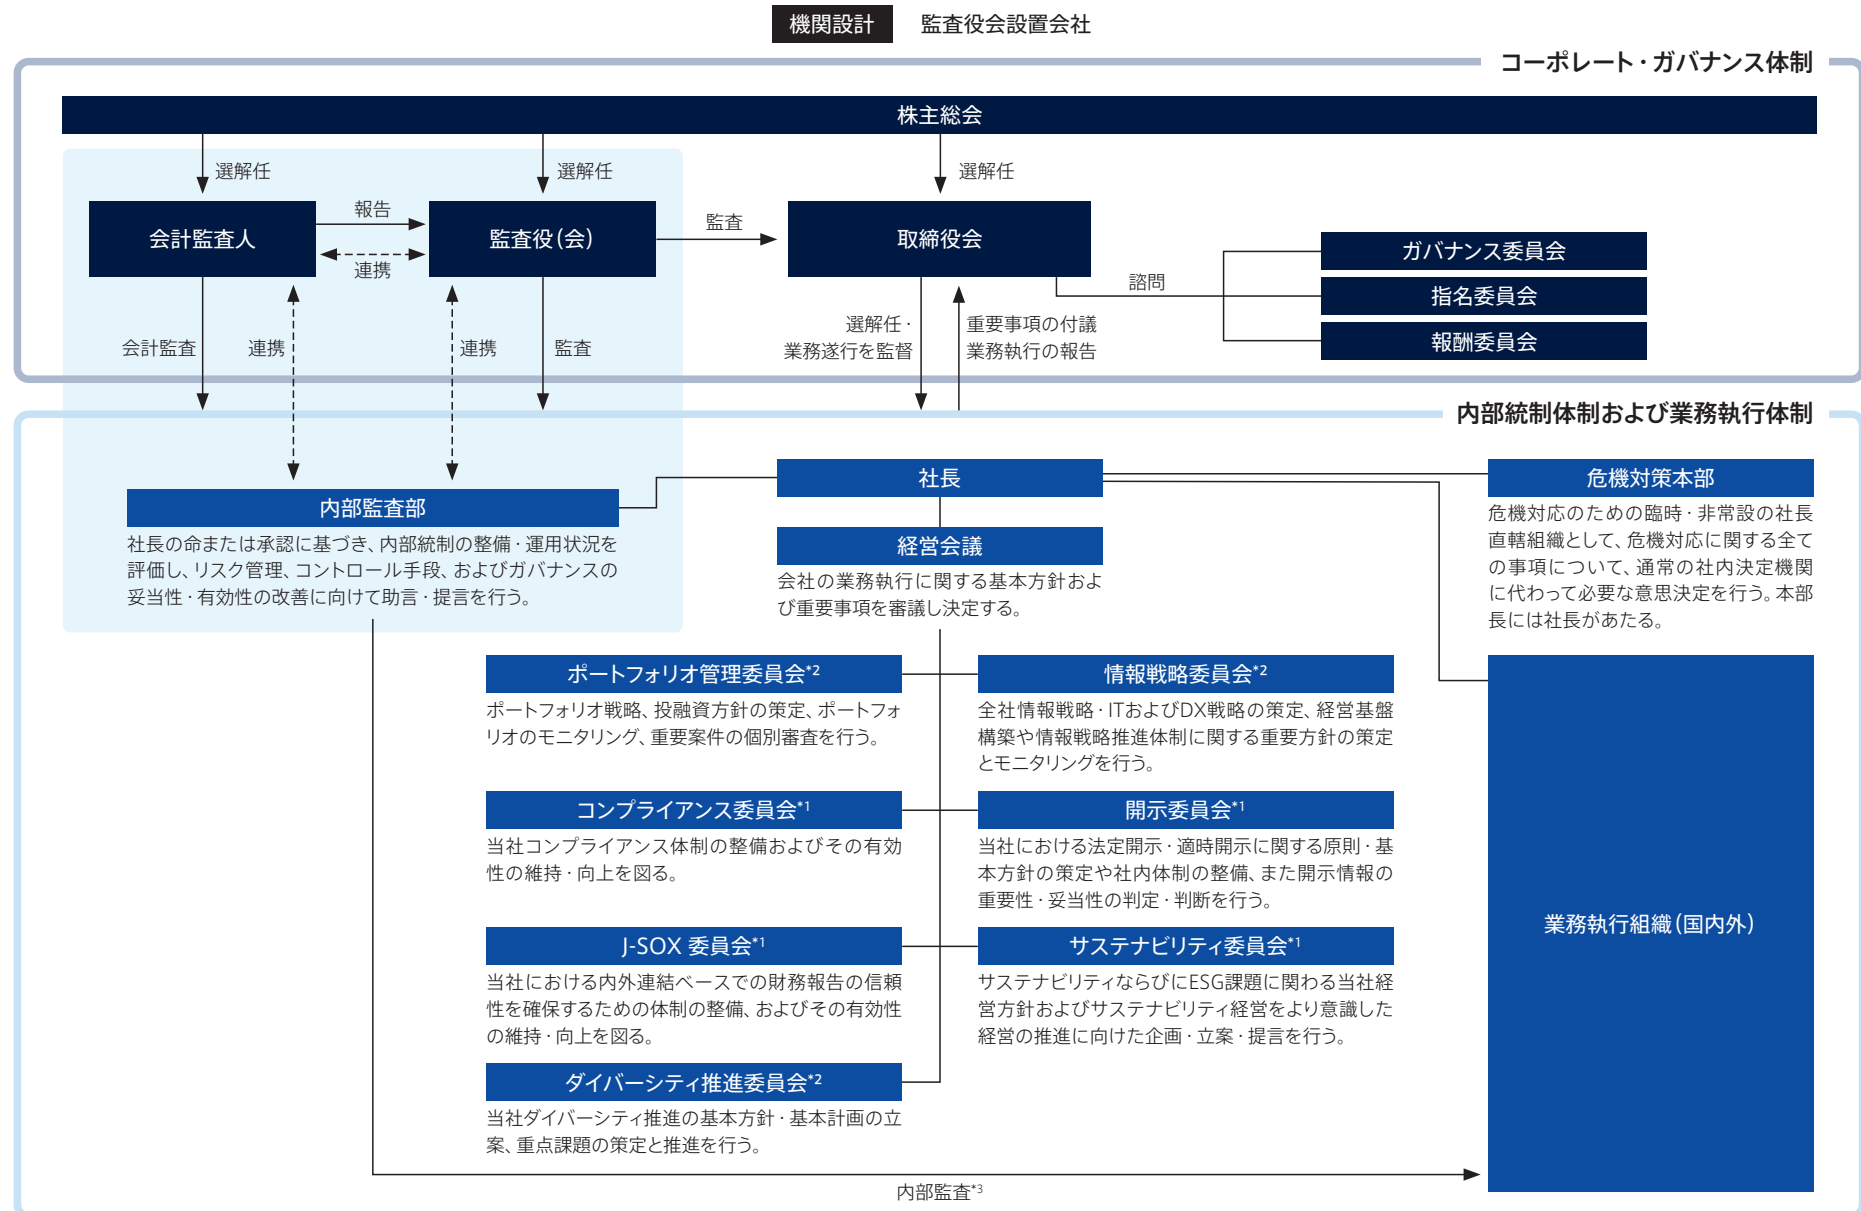 機関設計 監査役会設置会社
コーポレート・ガバナンス体制
株主総会
選解任
選解任
選解任
会計監査人
報告
連携
監査役(会)
監査
取締役会
諮問
ガバナンス委員会
指名委員会
報酬委員会
会計監査
連携
連携
監査
選解任・
業務遂行を監督
重要事項の付議
業務執行の報告
内部統制体制および業務執行体制
内部監査部
社長の命または承認に基づき、内部統制の整備・運用状況を
評価し、リスク管理、コントロール手段、およびガバナンスの
妥当性・有効性の改善に向けて助言・提言を行う。
社長
経営会議
会社の業務執行に関する基本方針およ
び重要事項を審議し決定する。
危機対策本部
危機対応のための臨時・非常設の社長
直轄組織として、危機対応に関する全て
の事項について、通常の社内決定機関
に代わって必要な意思決定を行う。本部
長には社長があたる。
ポートフォリオ管理委員会*2
ポートフォリオ戦略、投融資方針の策定、ポートフォ
リオのモニタリング、重要案件の個別審査を行う。
情報戦略委員会*2
全社情報戦略・ITおよびDX戦略の策定、経営基盤
構築や情報戦略推進体制に関する重要方針の策定
とモニタリングを行う。
コンプライアンス委員会*1
当社コンプライアンス体制の整備およびその有効
性の維持・向上を図る。
開示委員会*1
当社における法定開示・適時開示に関する原則・基
本方針の策定や社内体制の整備、また開示情報の
重要性・妥当性の判定・判断を行う。
J-SOX 委員会*1
当社における内外連結ベースでの財務報告の信頼
性を確保するための体制の整備、およびその有効性
の維持・向上を図る。
サステナビリティ委員会*1
サステナビリティならびにESG課題に関わる当社経
営方針およびサステナビリティ経営をより意識した
経営の推進に向けた企画・立案・提言を行う。
ダイバーシティ推進委員会*2
当社ダイバーシティ推進の基本方針・基本計画の立
案、重点課題の策定と推進を行う。
業務執行組織(国内外)
内部監査*3